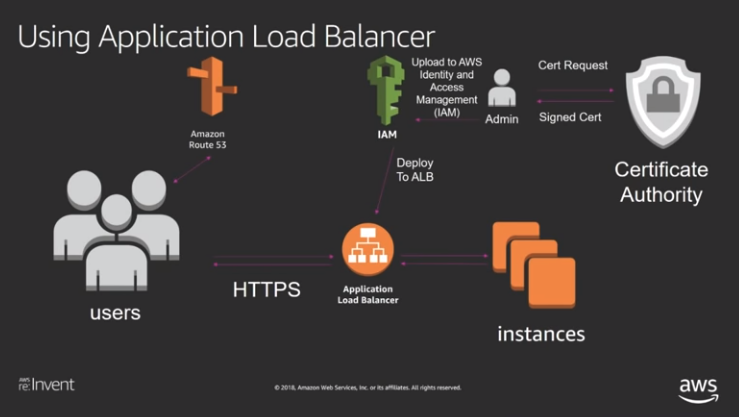 Using Application Load Balancer
Amazon
Route 53
IAM
Upload to AWS
Identity and
Access
Management
(IAM)
Admin
Cert Request
Signed Cert
Certificate
Authority
Deploy
To ALB
users
HTTPS
Application
Load Balancer
instances
aws
re:Invent
© 2018, Amazon Web Services, Inc. or its affiliates. All rights reserved.
aws